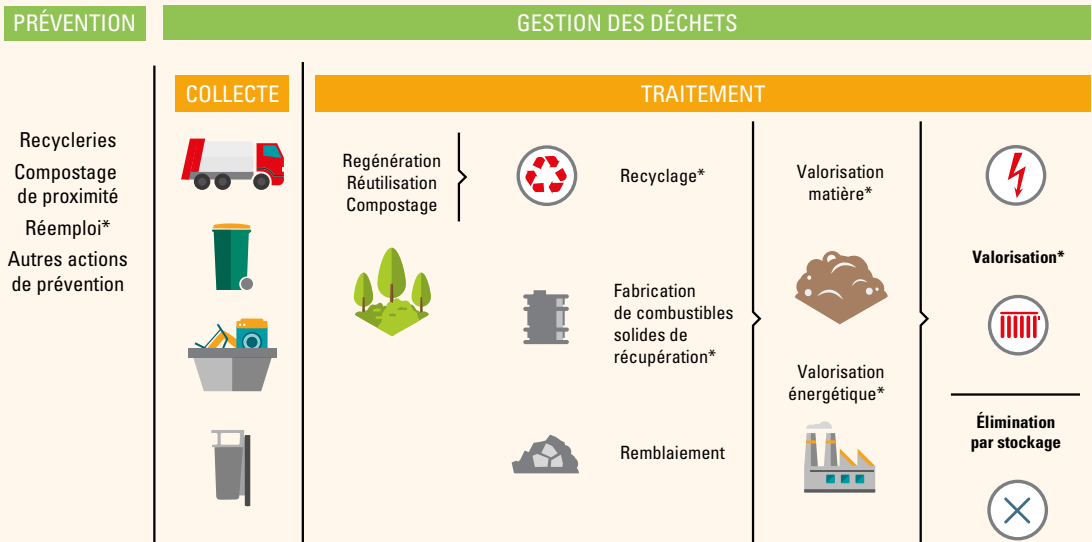 PRÉVENTION
GESTION DES DÉCHETS
COLLECTE
TRAITEMENT
Recycleries
Compostage
de proximité
Réemploi*
Autres actions
de prévention
Regénération
Réutilisation
Compostage
Recyclage*
Fabrication
de combustibles
solides de
récupération*
Remblaiement
Valorisation
matière*
Valorisation
énergétique*
Valorisation*
Élimination
par stockage